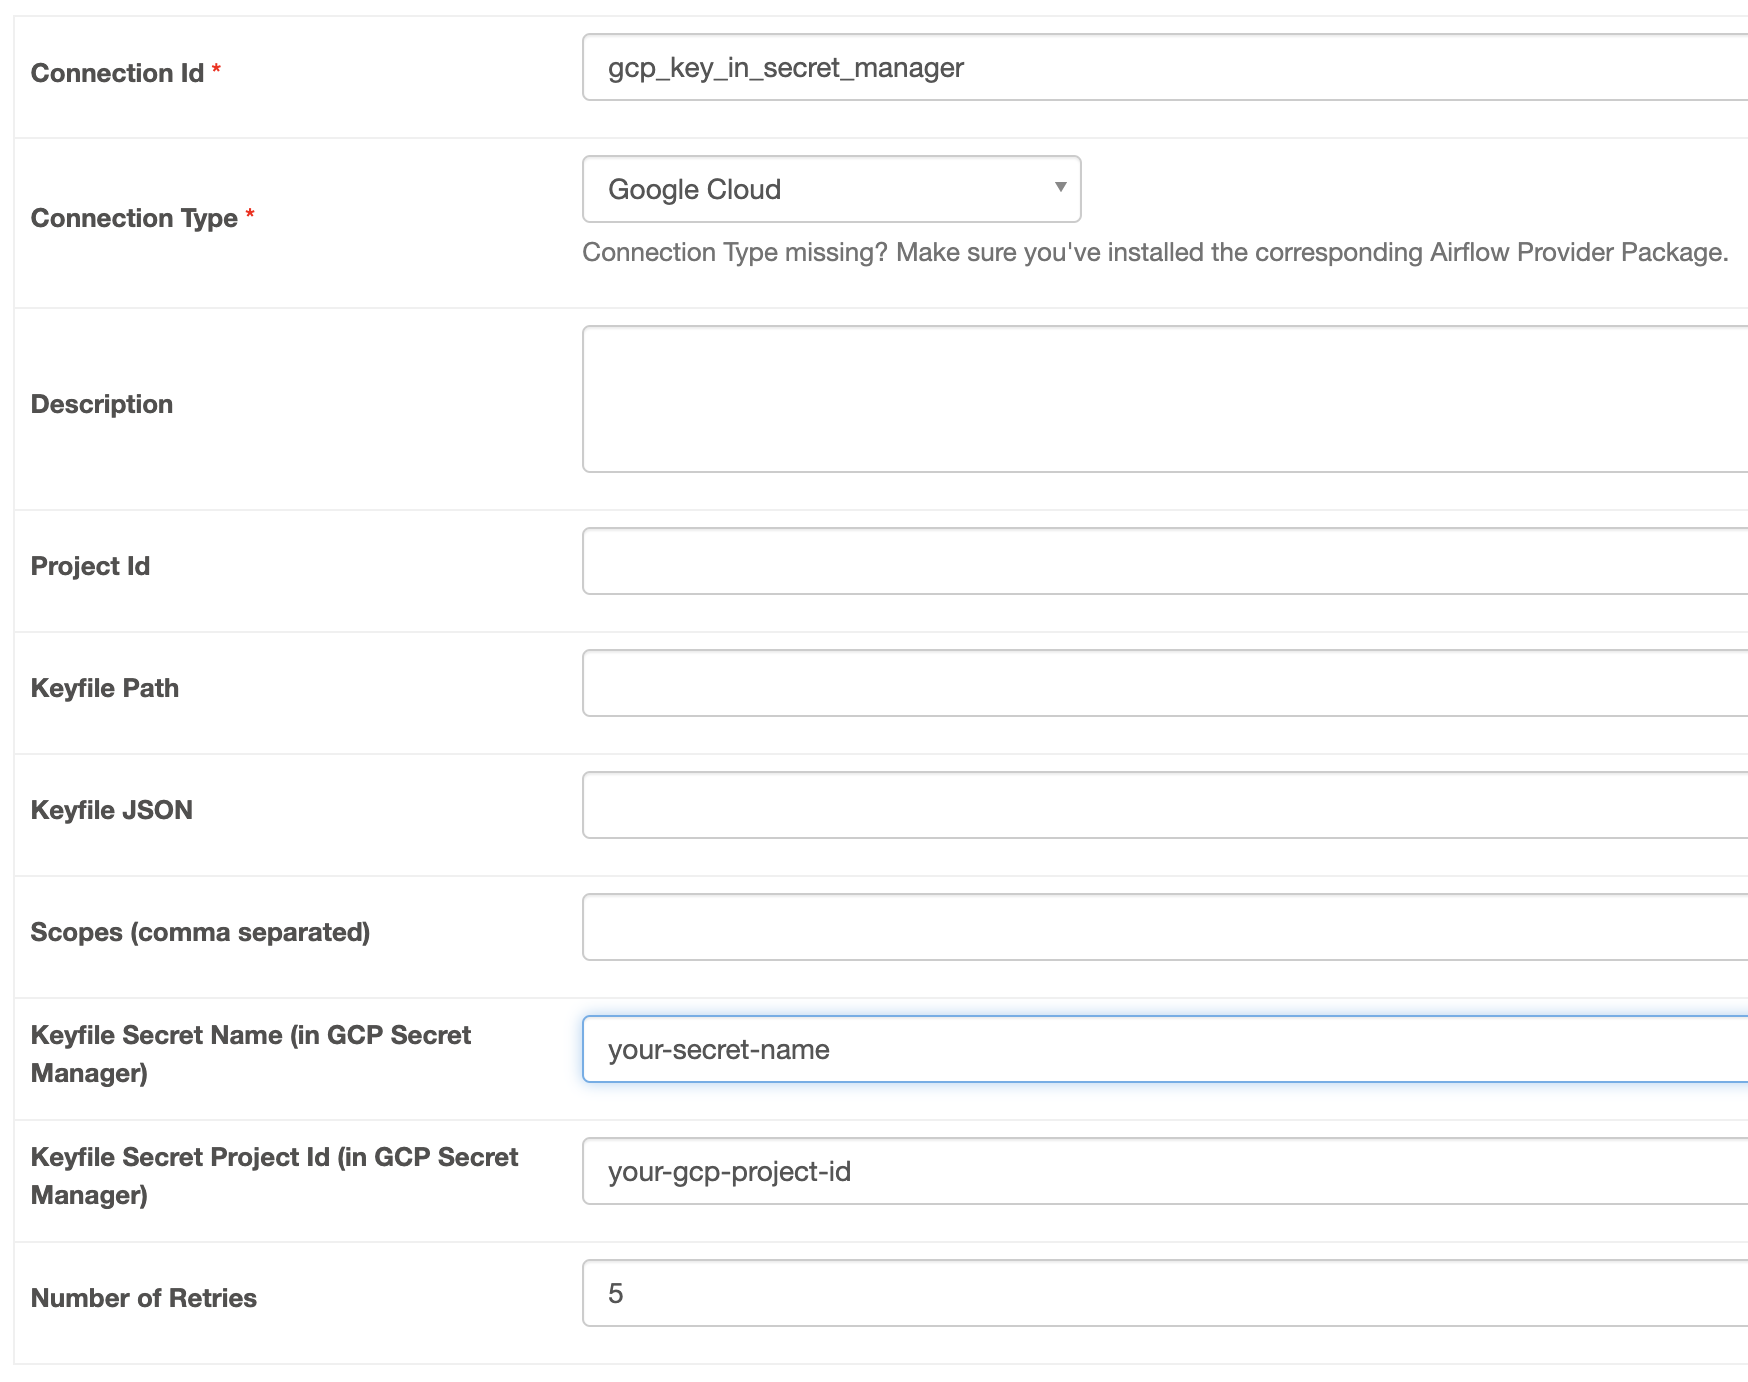 Connection Id *
gcp_key_in_secret_manager
Connection Type *
Google Cloud
Connection Type missing? Make sure you've installed the corresponding Airflow Provider Package.
Description
Project Id
Keyfile Path
Keyfile JSON
Scopes (comma separated)
Keyfile Secret Name (in GCP Secret
Manager)
your-secret-name
Keyfile Secret Project Id (in GCP Secret
Manager)
your-gcp-project-id
Number of Retries
5